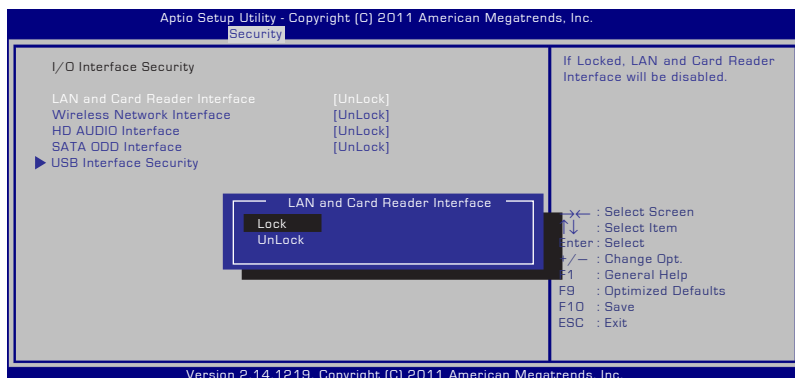 Aptio Setup Utility - Copyright (C) 2011 American Megatrends, Inc.
Security
I/O Interface Security
LAN and Card Reader Interface [UnLock]
Wireless Network Interface [UnLock]
HD AUDIO Interface [UnLock]
SATA ODD Interface [UnLock]
USB Interface Security
If Locked, LAN and Card Reader
Interface will be disabled.
LAN and Card Reader Interface
Lock
UnLock
→← : Select Screen
↑↓ : Select Item
Enter : Select
+/— : Change Opt.
F1 : General Help
F9 : Optimized Defaults
F10 : Save
ESC : Exit
Version 2.14.1219. Copyright (C) 2011 American Megatrends, Inc.